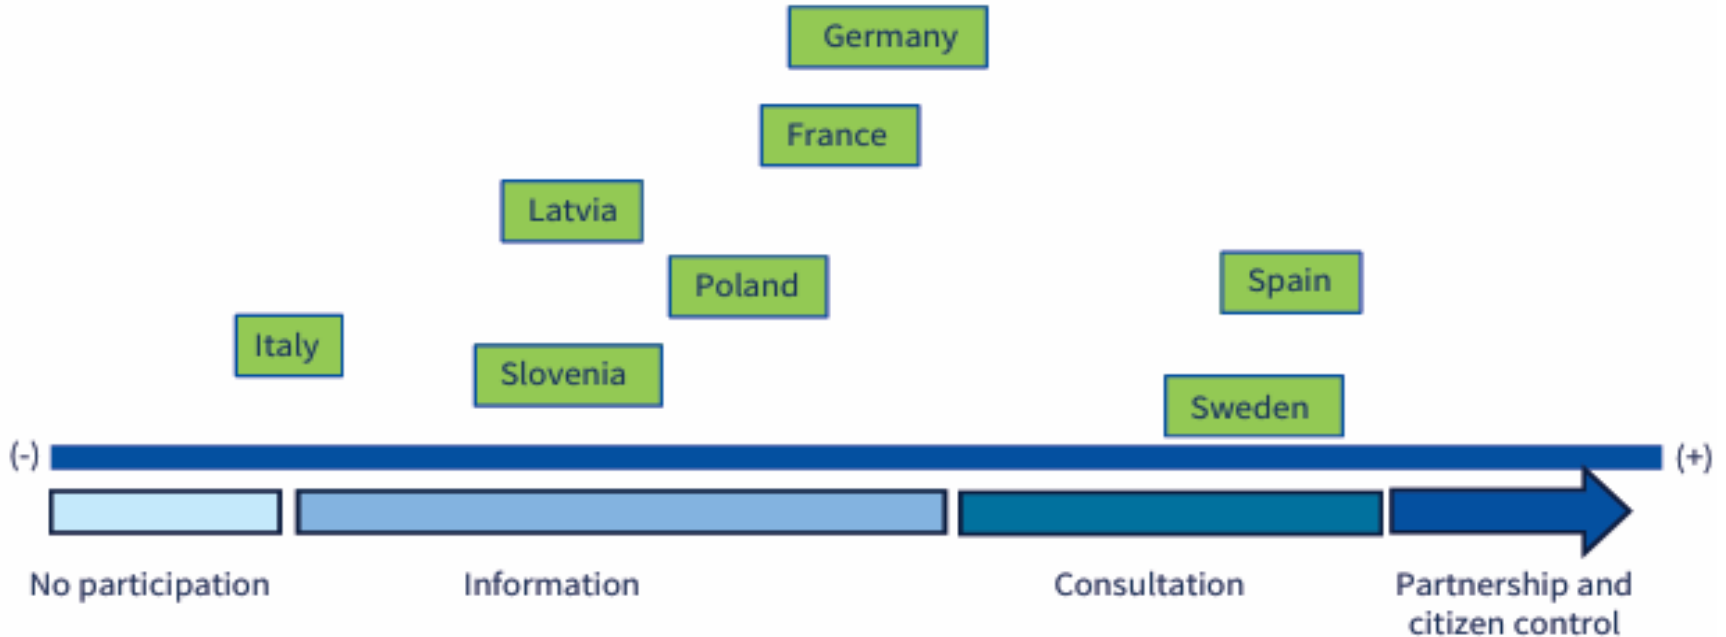 Germany
France
Latvia
Poland
Spain
Italy
Slovenia
Sweden
(-)
(+)
No participation
Information
Consultation
Partnership and
citizen control